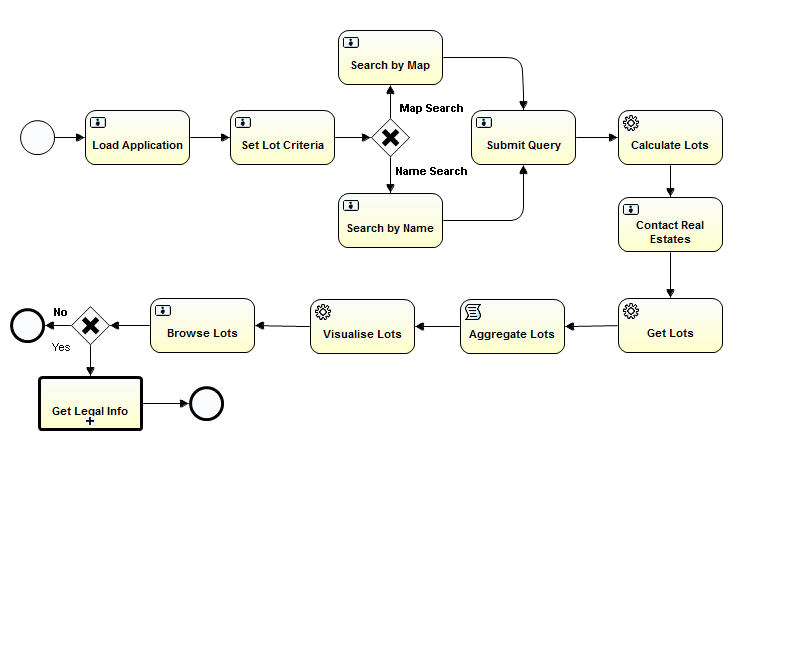 Search by Map
Map Search
Load Application
Set Lot Criteria
Submit Query
Calculate Lots
Name Search
Search by Name
Contact Real
Estates
No
Browse Lots
Visualise Lots
Aggregate Lots
Get Lots
Yes
Get Legal Info